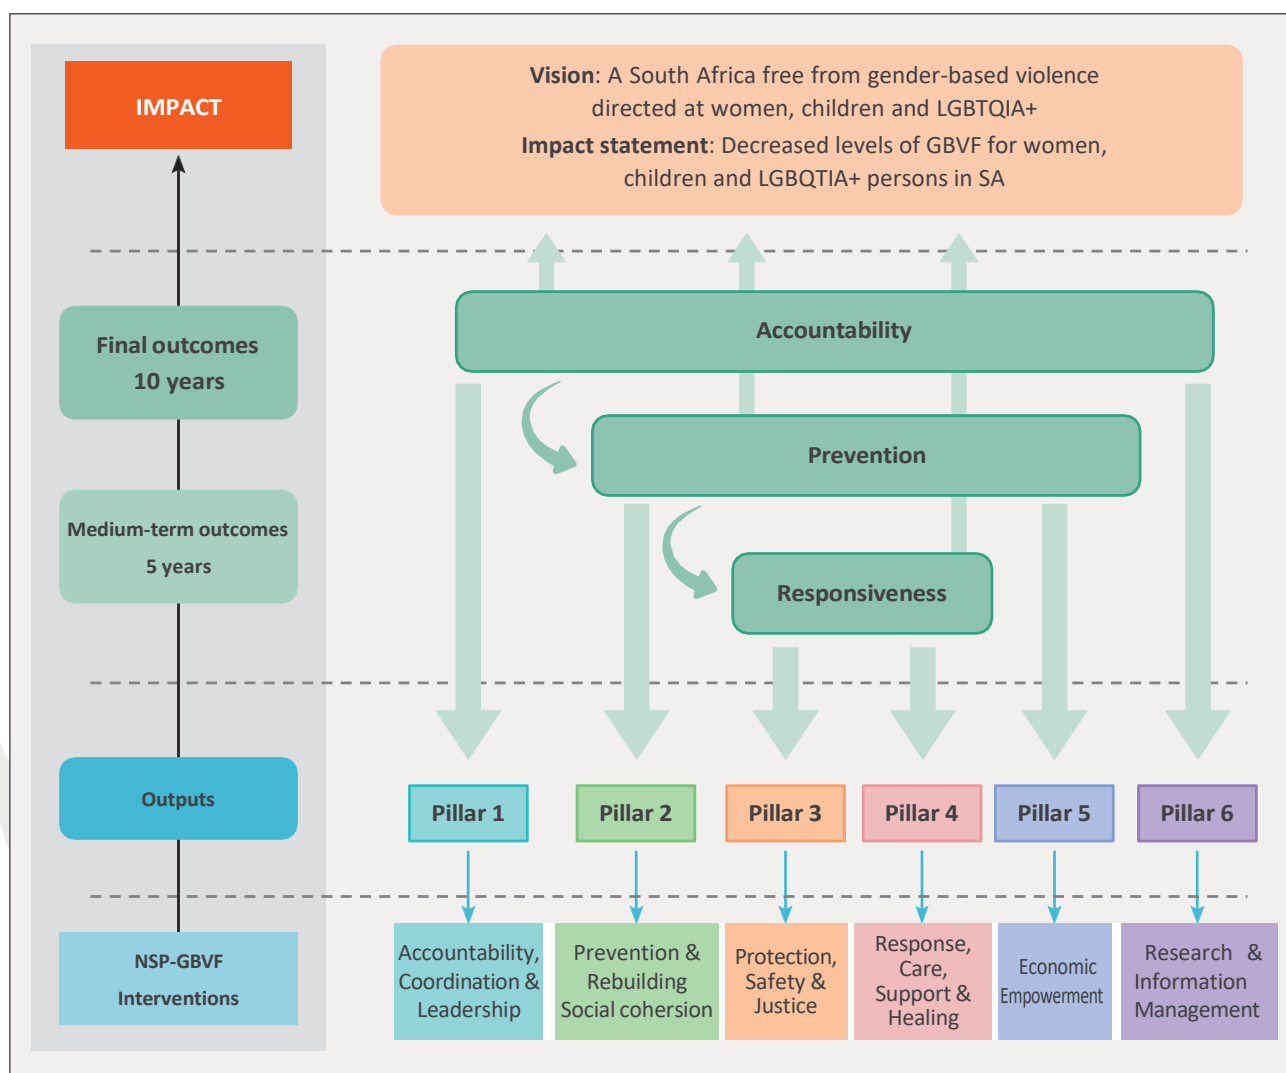 IMPACT
Vision: A South Africa free from gender-based violence
directed at women, children and LGBTQIA+
Impact statement: Decreased levels of GBVF for women,
children and LGBQTIA+ persons in SA
Final outcomes
10 years
Accountability
Prevention
Medium-term outcomes
5 years
Responsiveness
Outputs
Pillar 1
Pillar 2
Pillar 3
Pillar 4
Pillar 5
Pillar 6
NSP-GBVF
Interventions
Accountability,
Coordination &
Leadership
Prevention &
Rebuilding
Social cohersion
Protection,
Safety &
Justice
Response,
Care,
Support &
Healing
Economic
Empowerment
Research &
Information
Management